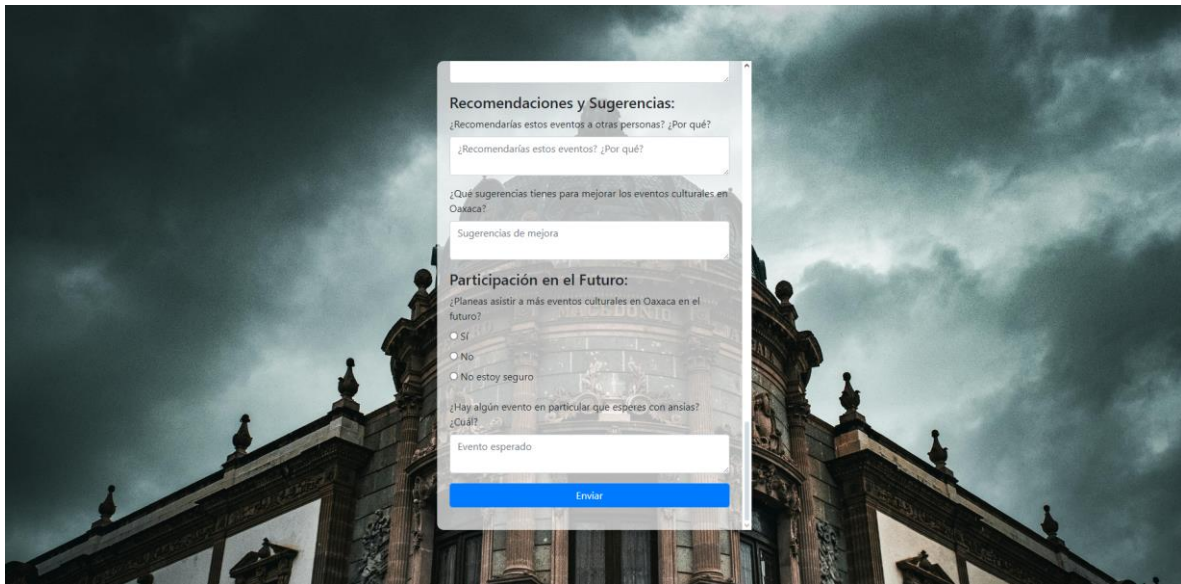 Recomendaciones y Sugerencias:
¿Recomendarías estos eventos a otras personas? ¿Por qué?
¿Recomendarías estos eventos? ¿Por qué?
¿Qué sugerencias tienes para mejorar los eventos culturales en
Oaxaca?
Sugerencias de mejora
Participación en el Futuro:
¿Planeas asistir a más eventos culturales en Oaxaca en el
futuro?
MACEDONIO
Sí
No
No estoy seguro
¿Hay algún evento en particular que esperes con ansias?
¿Cuál?
Evento esperado
Enviar